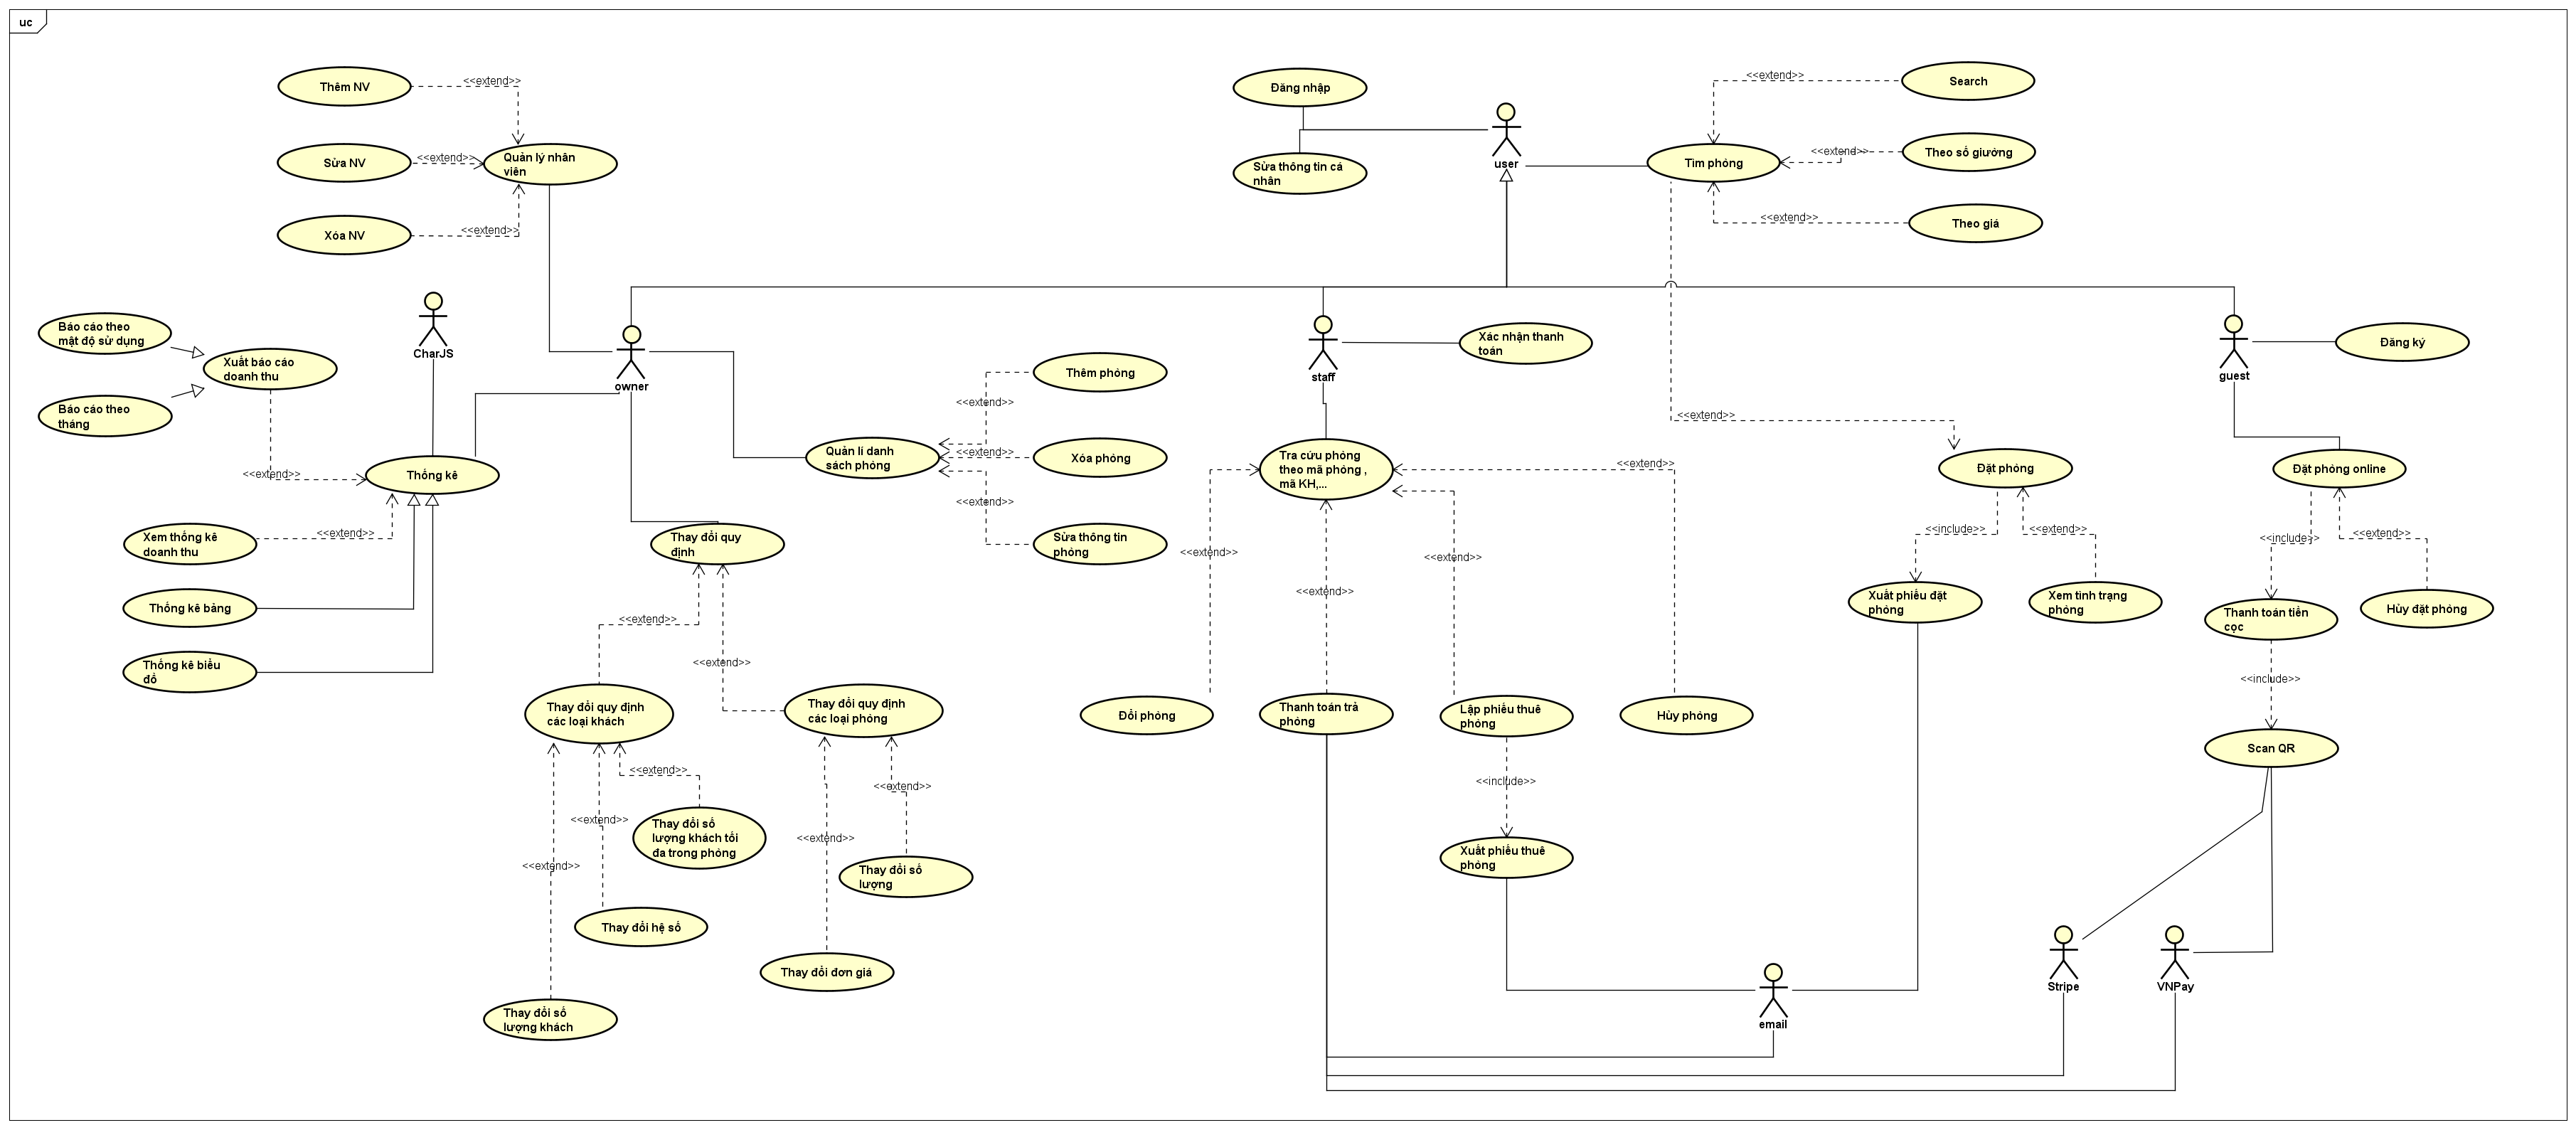 uc
Thêm NV
<<extend>>
Sửa NV
<<extend>>
Quản lý nhân
viên
Xóa NV
<<extend>>
Đăng nhập
Sửa thông tin cá
nhân
user
Tìm phòng
<<extend>>
Search
<<extend>>
Theo số giường
<<extend>>
Theo giá
Báo cáo theo
mật độ sử dụng
Báo cáo theo
tháng
Xuất báo cáo
doanh thu
CharJS
owner
<<extend>>
Thống kê
Xem thống kê
doanh thu
<<extend>>
Thống kê bảng
Thống kê biểu
đồ
Quản lí danh
sách phòng
Thêm phòng
<<extend>>
<<extend>>
Xóa phòng
<<extend>>
Sửa thông tin
phòng
Thay đổi quy
định
<<extend>>
<<extend>>
Thay đổi quy định
các loại khách
Thay đổi quy định
các loại phòng
<<extend>>
<<extend>>
<<extend>>
<<extend>>
<<extend>>
Thay đổi số
lượng khách tối
đa trong phòng
Thay đổi số
lượng
Thay đổi hệ số
Thay đổi đơn giá
Thay đổi số
lượng khách
staff
Xác nhận thanh
toán
Tra cứu phòng
theo mã phòng ,
mã KH,...
<<extend>>
<<extend>>
<<extend>>
<<extend>>
Đổi phòng
Thanh toán trả
phòng
Lập phiếu thuê
phòng
Hủy phòng
<<include>>
Xuất phiếu thuê
phòng
guest
Đăng ký
<<extend>>
Đặt phòng
<<include>>
<<extend>>
Xuất phiếu đặt
phòng
Xem tình trạng
phòng
Đặt phòng online
<<include>>
<<extend>>
Thanh toán tiền
cọc
Hủy đặt phòng
<<include>>
Scan QR
email
Stripe
VNPay